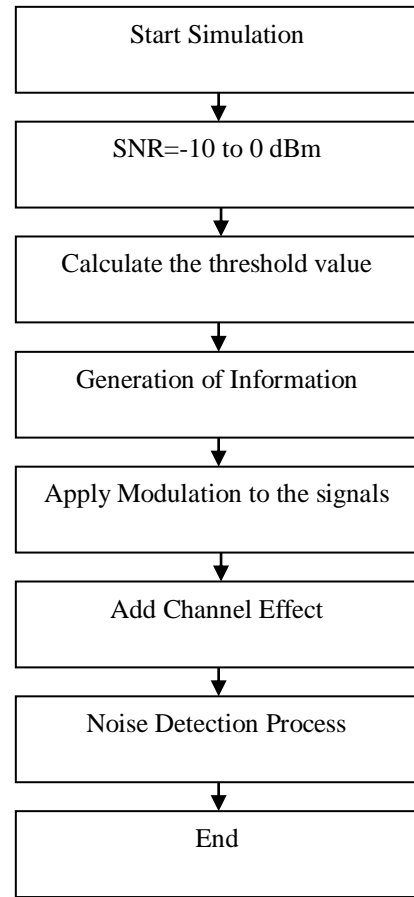 Start Simulation
SNR=-10 to 0 dBm
Calculate the threshold value
Generation of Information
Apply Modulation to the signals
Add Channel Effect
Noise Detection Process
End